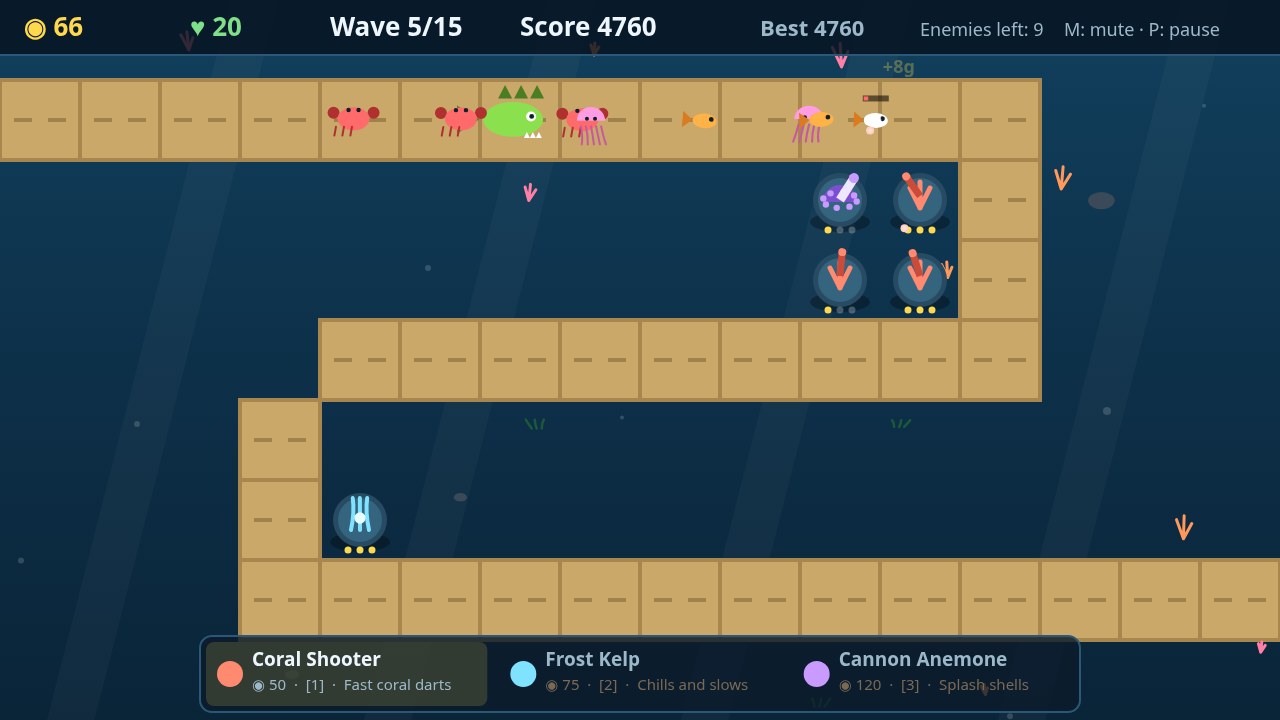 ◉ 66
♥ 20
Wave 5/15
Score 4760
Best 4760
Enemies left: 9
M: mute · P: pause
+8g
Coral Shooter
◉ 50 · [1] · Fast coral darts
Frost Kelp
◉ 75 · [2] · Chills and slows
Cannon Anemone
◉ 120 · [3] · Splash shells